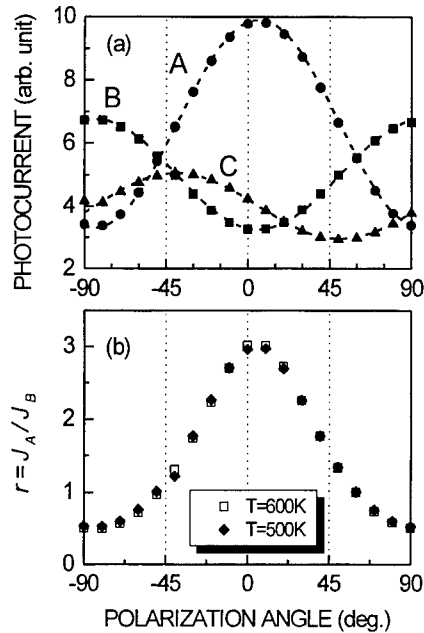 (a)
A
B
C
PHOTOCURRENT (arb. unit)
10
8
6
4
2
-90 -45 0 45 90
(b)
r = J_A / J_B
3
2
1
0
T=600K
T=500K
-90 -45 0 45 90
POLARIZATION ANGLE (deg.)